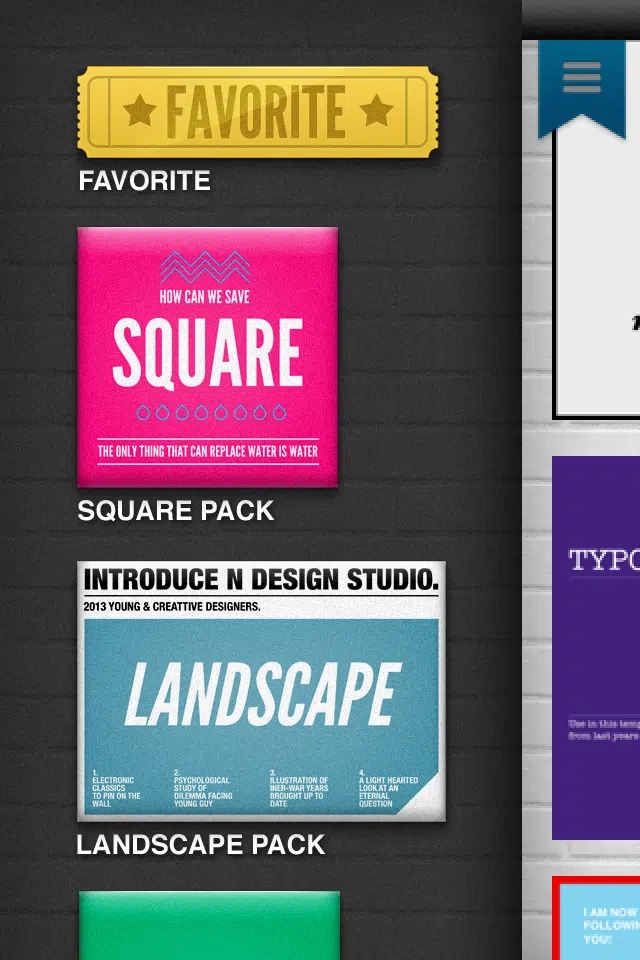 FAVORITE
FAVORITE
HOW CAN WE SAVE
SQUARE
THE ONLY THING THAT CAN REPLACE WATER IS WATER
SQUARE PACK
INTRODUCE N DESIGN STUDIO.
2013 YOUNG & CREATTIVE DESIGNERS.
LANDSCAPE
1.
ELECTRONIC
CLASSICS
TO PIN ON THE
WALL
2.
PSYCHOLOGICAL
STUDY OF
DILEMMA FACING
YOUNG GUY
3.
ILLUSTRATION OF
INER-WAR YEARS
BROUGHT UP TO
DATE
4.
A LIGHT HEARTED
LOOK AT AN
ETERNAL
QUESTION
LANDSCAPE PACK
TYPO
Use in this temp
from last years
I AM NOW
FOLLOWIN
YOU!